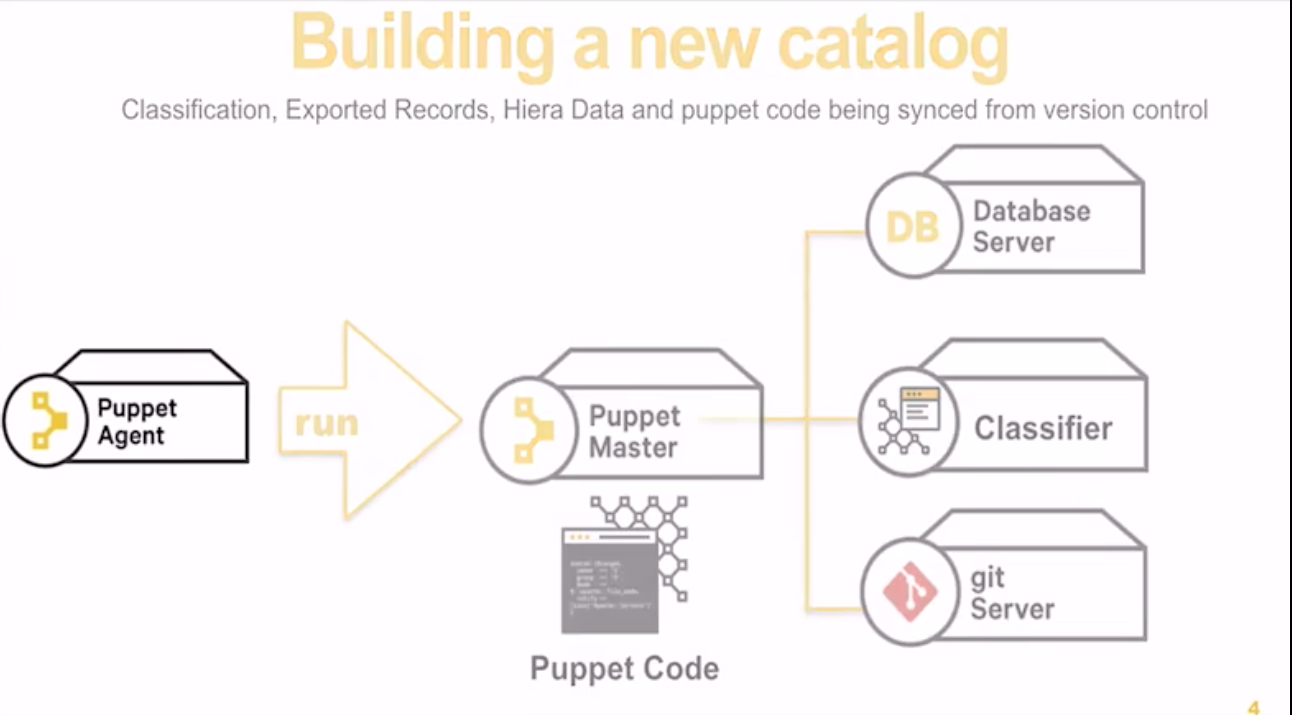 Building a new catalog
Classification, Exported Records, Hiera Data and puppet code being synced from version control
DB
Database
Server
Puppet
Agent
run
Puppet
Master
Classifier
git
Server
Puppet Code
4